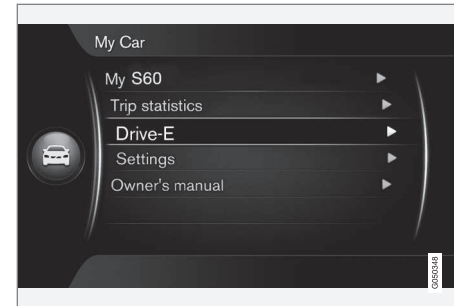 My Car
My S60
Trip statistics
Drive-E
Settings
Owner's manual
G050348